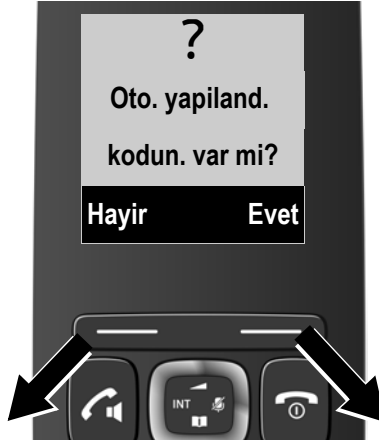 ?
Oto. yapiland.
kodun. var mi?
Hayir Evet
INT